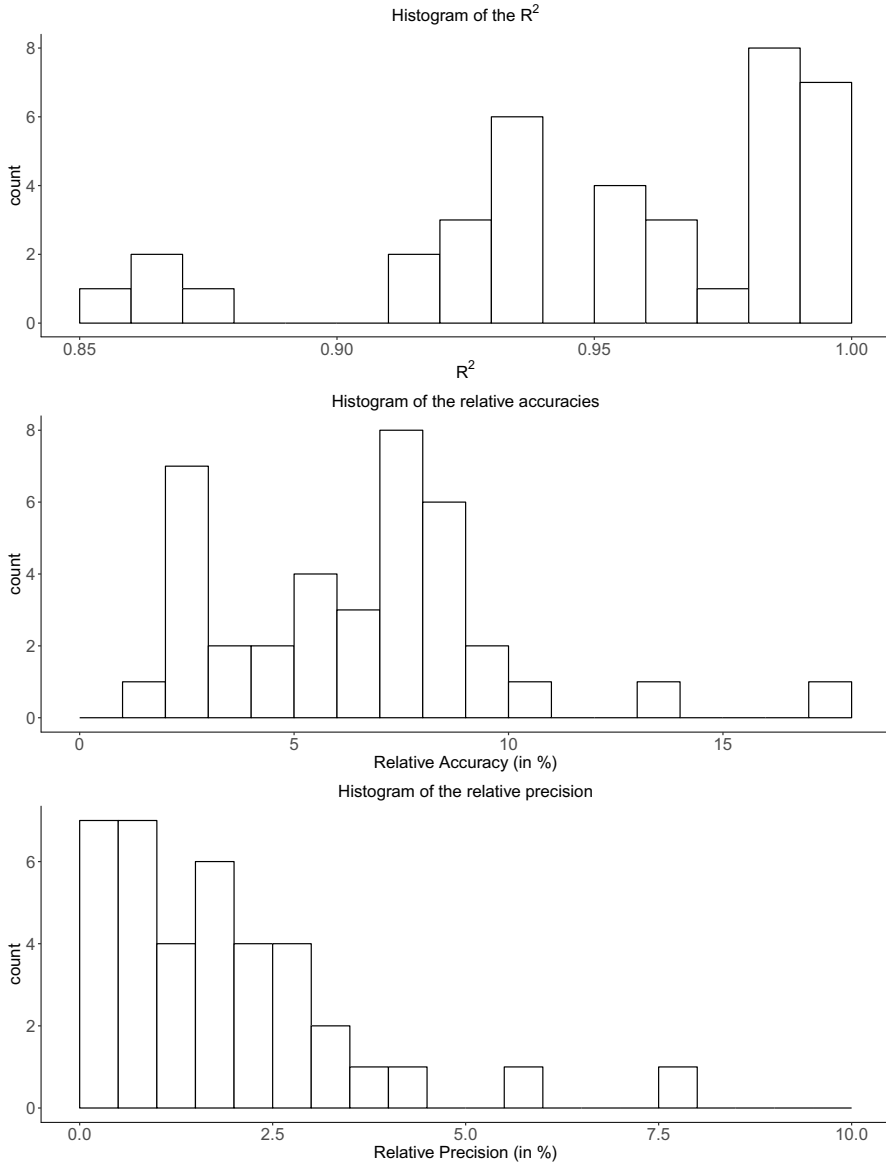 Histogram of the R²
8
6
4
2
0
count
0.85 0.90 0.95 1.00
R²
Histogram of the relative accuracies
8
6
4
2
0
count
0 5 10 15
Relative Accuracy (in %)
Histogram of the relative precision
6
4
2
0
count
0.0 2.5 5.0 7.5 10.0
Relative Precision (in %)